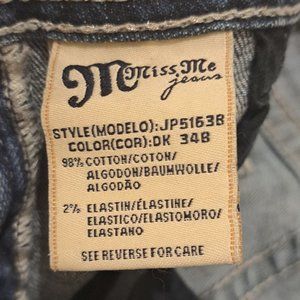 M Miss Me
jeans
STYLE(MODELO):JP5163B
COLOR(COR):DK 348
98% COTTON/COTON/
ALGODON/BAUMWOLLE/
ALGODÃO
2% ELASTIN/ÉLASTINE/
ELASTICO/ELASTOMORO/
ELASTANO
SEE REVERSE FOR CARE